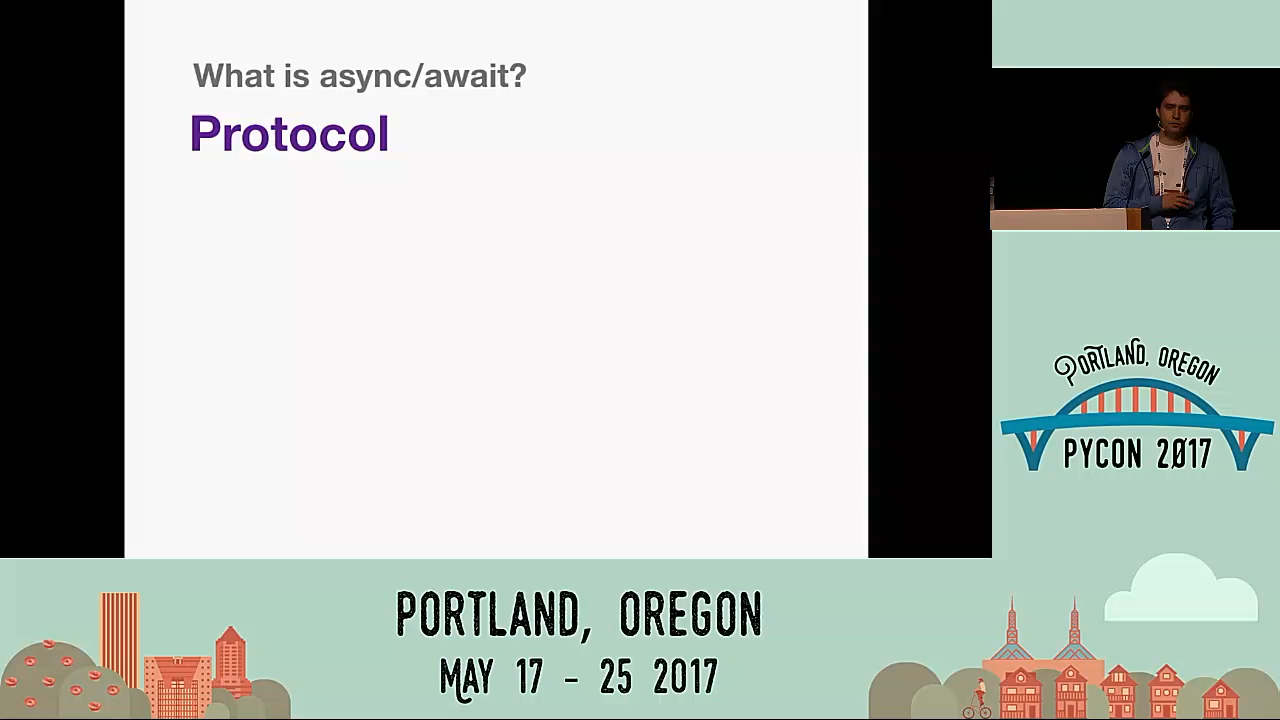 What is async/await?
Protocol
PORTLAND, OREGON
PYCON 2017
PORTLAND, OREGON
MAY 17 - 25 2017